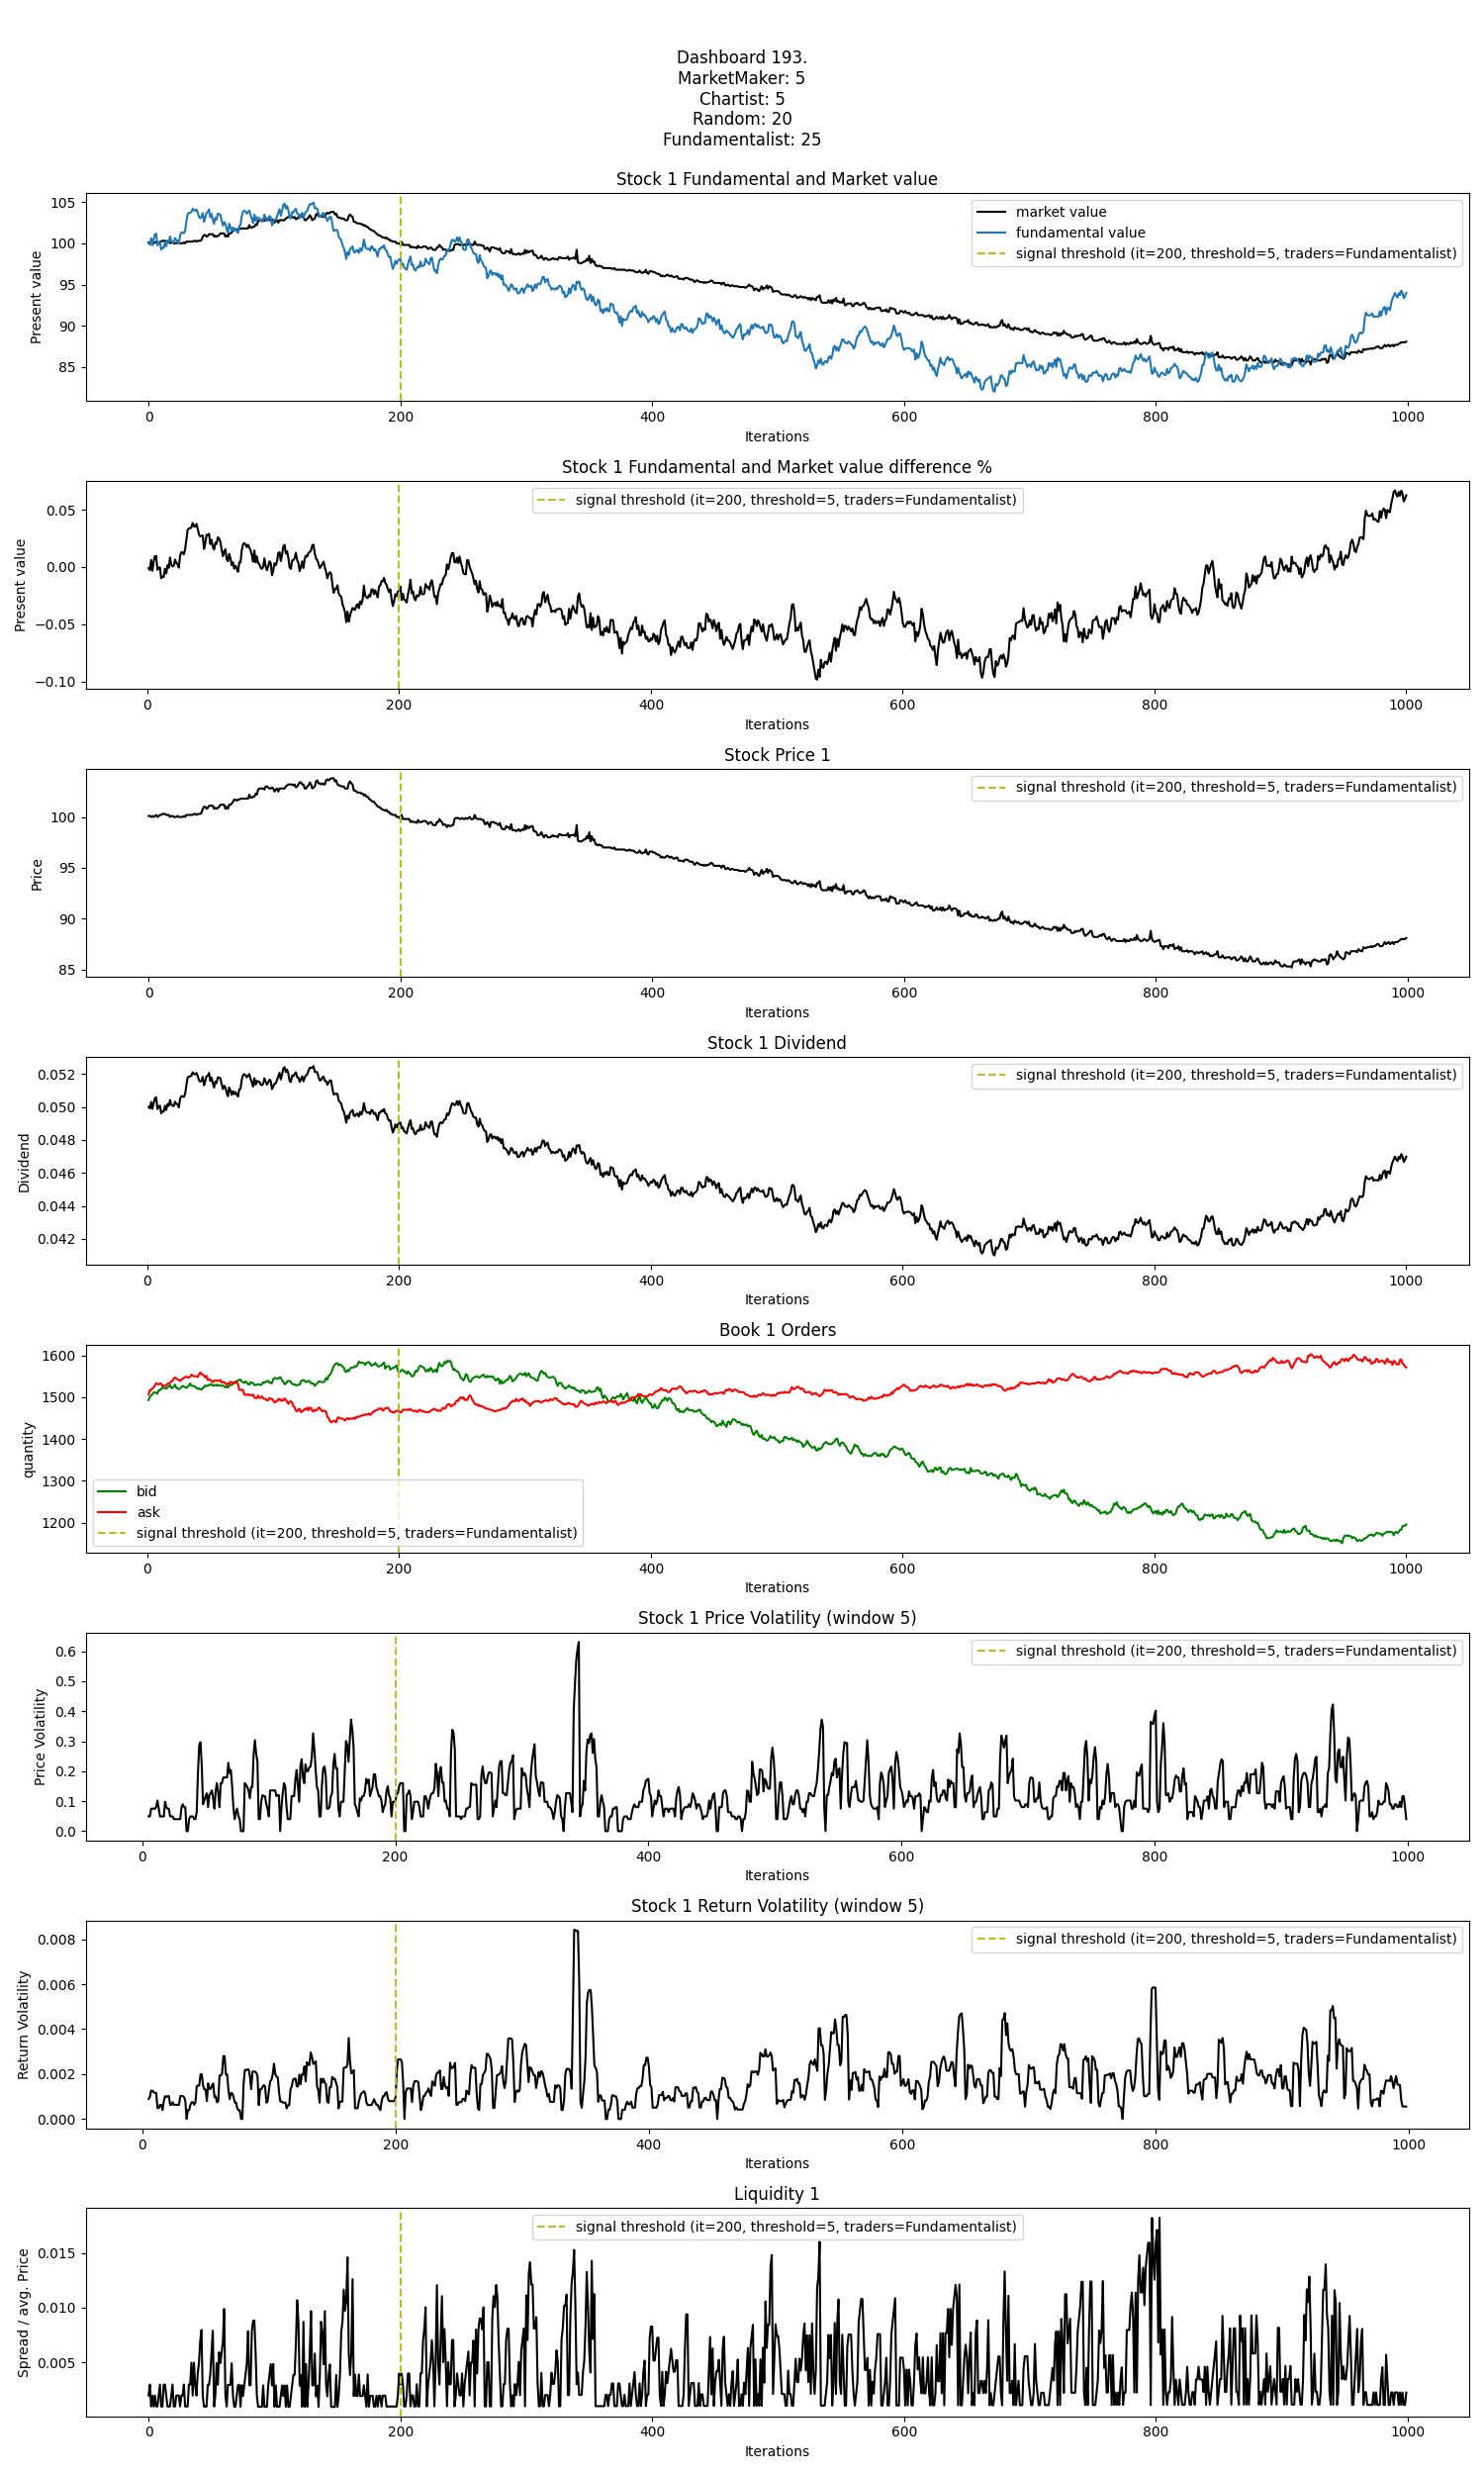 Dashboard 193.
MarketMaker: 5
Chartist: 5
Random: 20
Fundamentalist: 25
Stock 1 Fundamental and Market value
105
100
95
90
85
Present value
market value
fundamental value
signal threshold (it=200, threshold=5, traders=Fundamentalist)
0 200 400 600 800 1000
Iterations
Stock 1 Fundamental and Market value difference %
0.05
0.00
−0.05
−0.10
Present value
signal threshold (it=200, threshold=5, traders=Fundamentalist)
0 200 400 600 800 1000
Iterations
Stock Price 1
100
95
90
85
Price
signal threshold (it=200, threshold=5, traders=Fundamentalist)
0 200 400 600 800 1000
Iterations
Stock 1 Dividend
0.052
0.050
0.048
0.046
0.044
0.042
Dividend
signal threshold (it=200, threshold=5, traders=Fundamentalist)
0 200 400 600 800 1000
Iterations
Book 1 Orders
1600
1500
1400
1300
1200
quantity
bid
ask
signal threshold (it=200, threshold=5, traders=Fundamentalist)
0 200 400 600 800 1000
Iterations
Stock 1 Price Volatility (window 5)
0.6
0.5
0.4
0.3
0.2
0.1
0.0
Price Volatility
signal threshold (it=200, threshold=5, traders=Fundamentalist)
0 200 400 600 800 1000
Iterations
Stock 1 Return Volatility (window 5)
0.008
0.006
0.004
0.002
0.000
Return Volatility
signal threshold (it=200, threshold=5, traders=Fundamentalist)
0 200 400 600 800 1000
Iterations
Liquidity 1
0.015
0.010
0.005
Spread / avg. Price
signal threshold (it=200, threshold=5, traders=Fundamentalist)
0 200 400 600 800 1000
Iterations